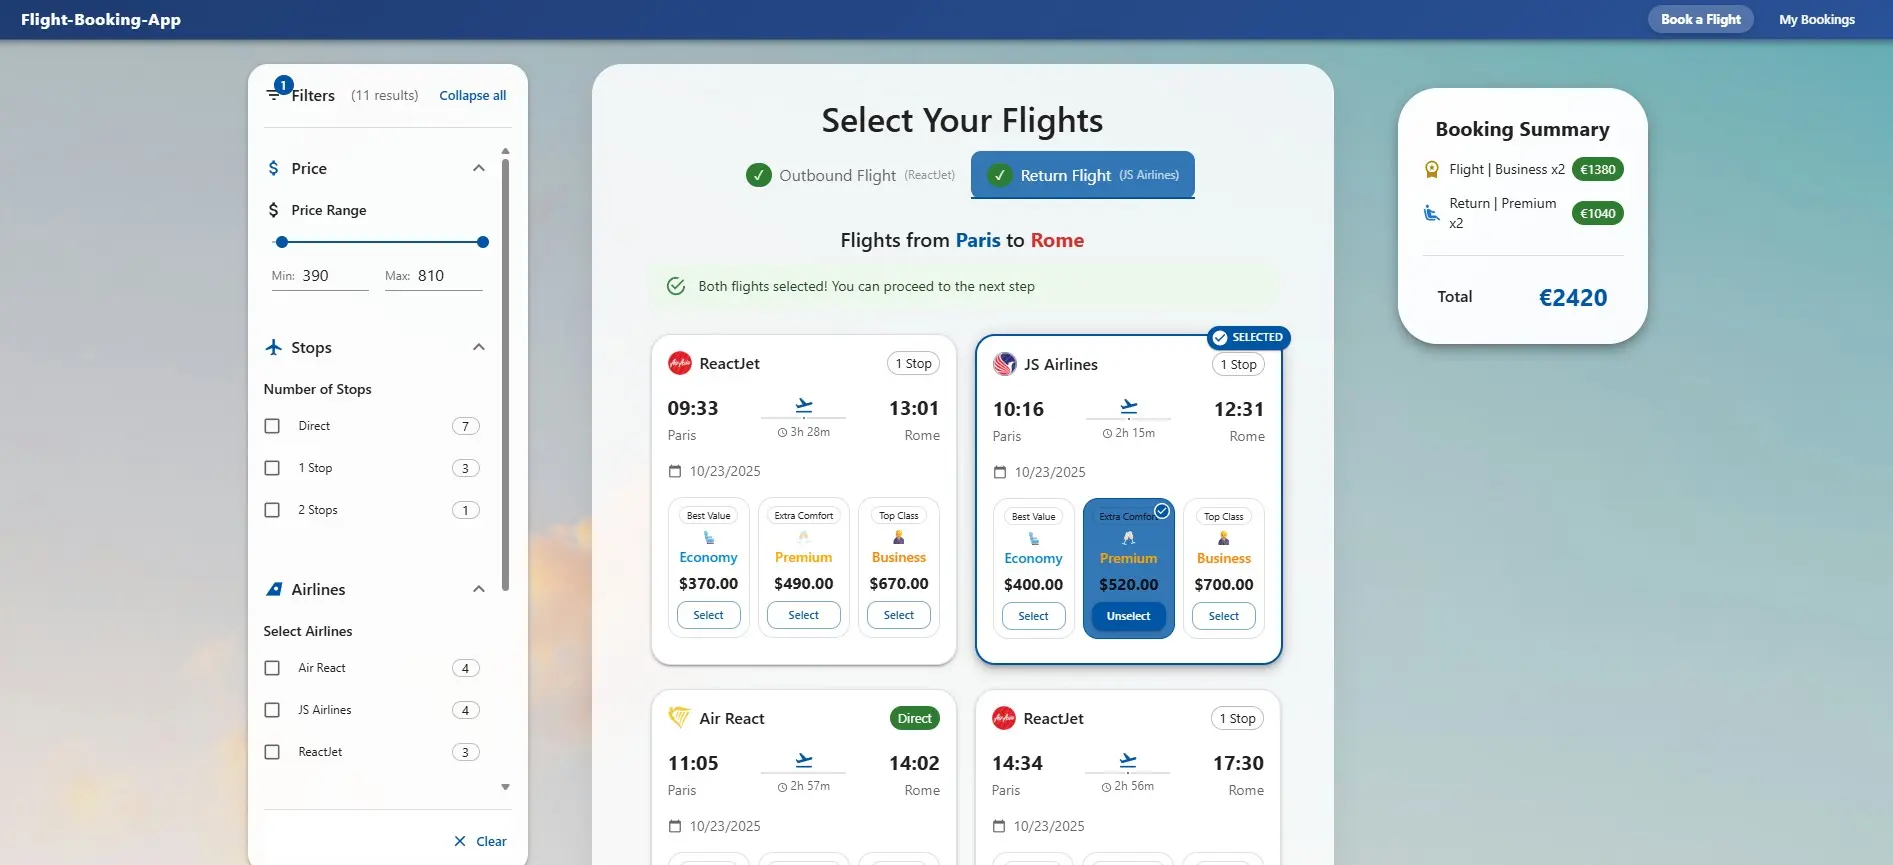 Flight-Booking-App
Book a Flight
My Bookings
1
Filters (11 results) Collapse all
Price
Price Range
Min: 390 Max: 810
Stops
Number of Stops
Direct 7
1 Stop 3
2 Stops 1
Airlines
Select Airlines
Air React 4
JS Airlines 4
ReactJet 3
Clear
Select Your Flights
Outbound Flight (ReactJet) Return Flight (JS Airlines)
Flights from Paris to Rome
Both flights selected! You can proceed to the next step
ReactJet 1 Stop
09:33 13:01
Paris 3h 28m Rome
10/23/2025
Best Value Extra Comfort Top Class
Economy Premium Business
$370.00 $490.00 $670.00
Select Select Select
SELECTED
JS Airlines 1 Stop
10:16 12:31
Paris 2h 15m Rome
10/23/2025
Best Value Extra Comfort Top Class
Economy Premium Business
$400.00 $520.00 $700.00
Select Unselect Select
Air React Direct
11:05 14:02
Paris 2h 57m Rome
10/23/2025
ReactJet 1 Stop
14:34 17:30
Paris 2h 56m Rome
10/23/2025
Booking Summary
Flight | Business x2 €1380
Return | Premium
x2 €1040
Total €2420